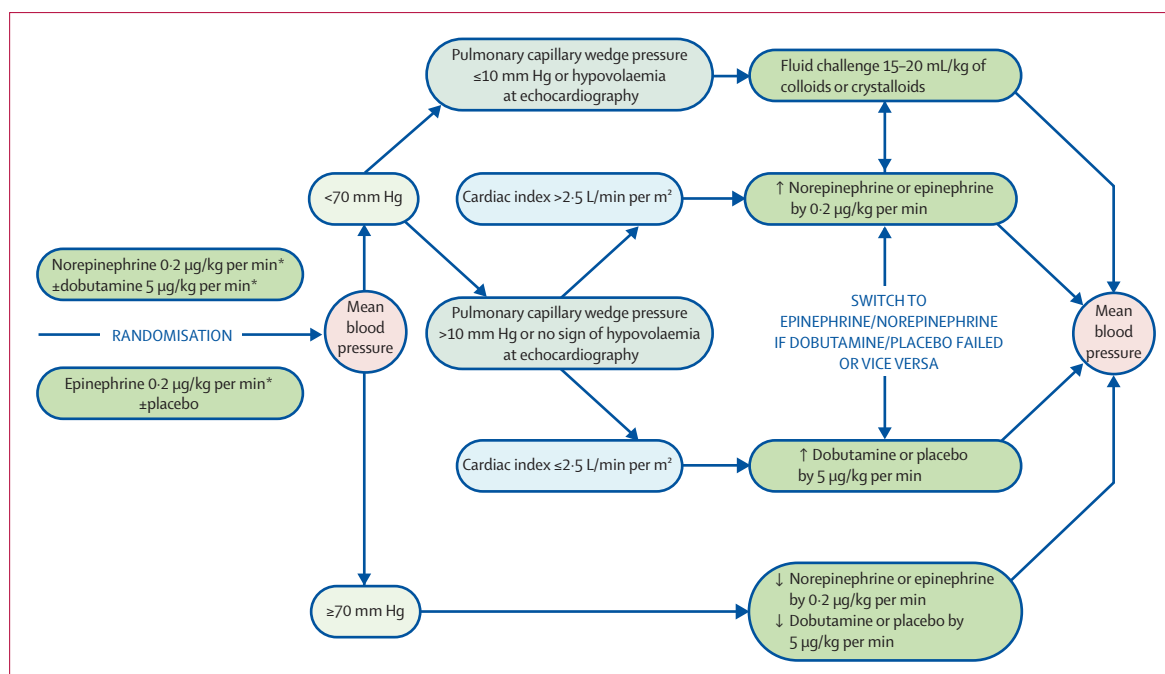 Pulmonary capillary wedge pressure
≤10 mm Hg or hypovolaemia
at echocardiography
Fluid challenge 15–20 mL/kg of
colloids or crystalloids
<70 mm Hg
Cardiac index >2·5 L/min per m²
↑ Norepinephrine or epinephrine
by 0·2 µg/kg per min
Norepinephrine 0·2 µg/kg per min*
±dobutamine 5 µg/kg per min*
RANDOMISATION
Epinephrine 0·2 µg/kg per min*
±placebo
Mean
blood
pressure
Pulmonary capillary wedge pressure
>10 mm Hg or no sign of hypovolaemia
at echocardiography
SWITCH TO
EPINEPHRINE/NOREPINEPHRINE
IF DOBUTAMINE/PLACEBO FAILED
OR VICE VERSA
Mean
blood
pressure
Cardiac index ≤2·5 L/min per m²
↑ Dobutamine or placebo
by 5 µg/kg per min
≥70 mm Hg
↓ Norepinephrine or epinephrine
by 0·2 µg/kg per min
↓ Dobutamine or placebo by
5 µg/kg per min